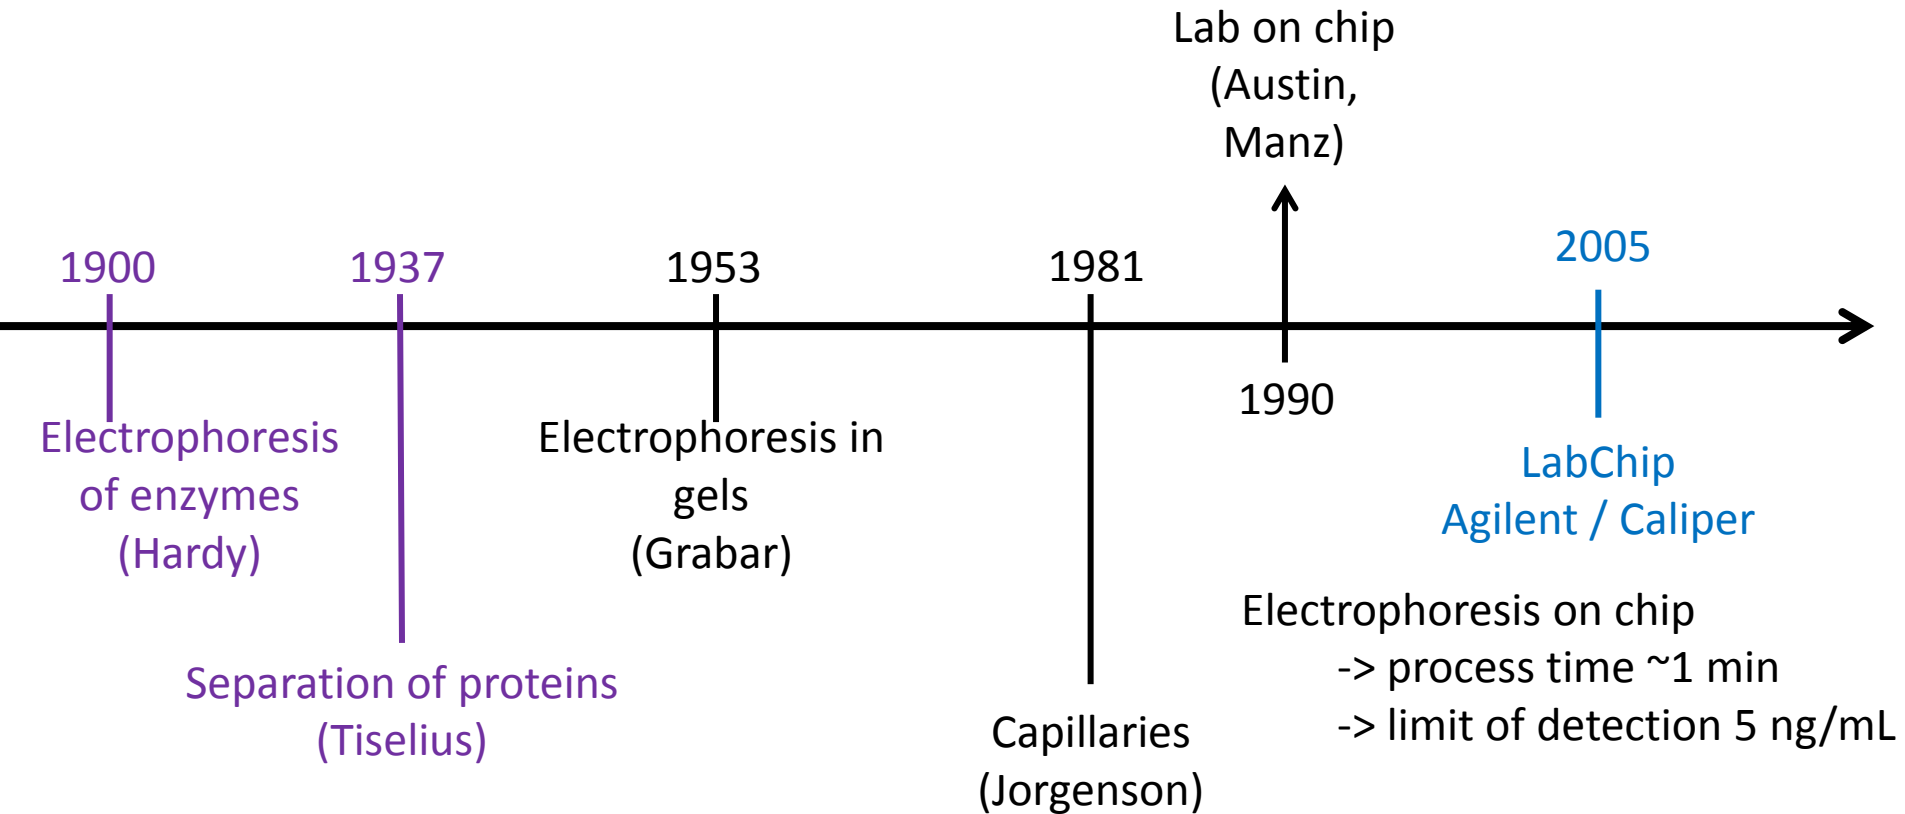 Lab on chip
(Austin,
Manz)
1900
1937
1953
1981
2005
1990
Electrophoresis
of enzymes
(Hardy)
Separation of proteins
(Tiselius)
Electrophoresis in
gels
(Grabar)
Capillaries
(Jorgenson)
LabChip
Agilent / Caliper
Electrophoresis on chip
-> process time ~1 min
-> limit of detection 5 ng/mL